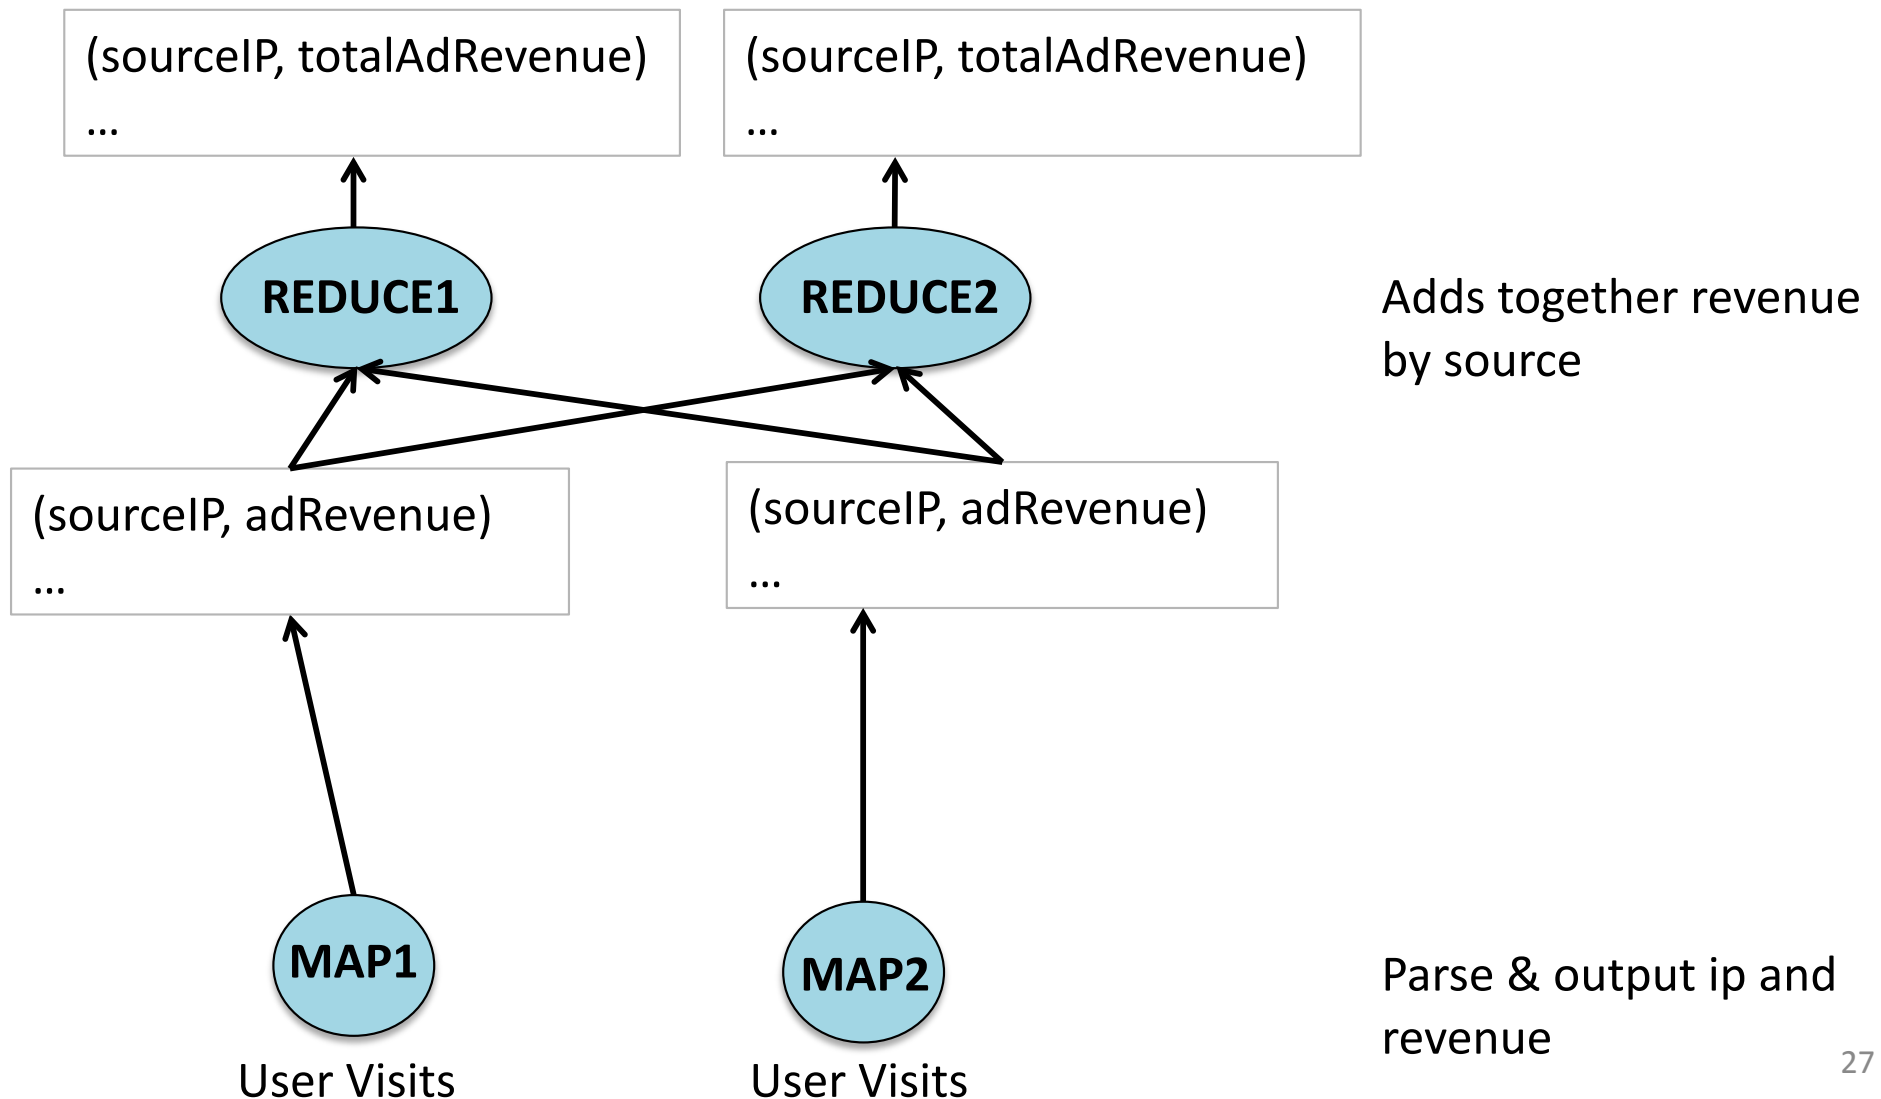 (sourceIP, totalAdRevenue)
…
(sourceIP, totalAdRevenue)
…
REDUCE1
REDUCE2
Adds together revenue
by source
(sourceIP, adRevenue)
…
(sourceIP, adRevenue)
…
MAP1
MAP2
Parse & output ip and
revenue
User Visits
User Visits
27